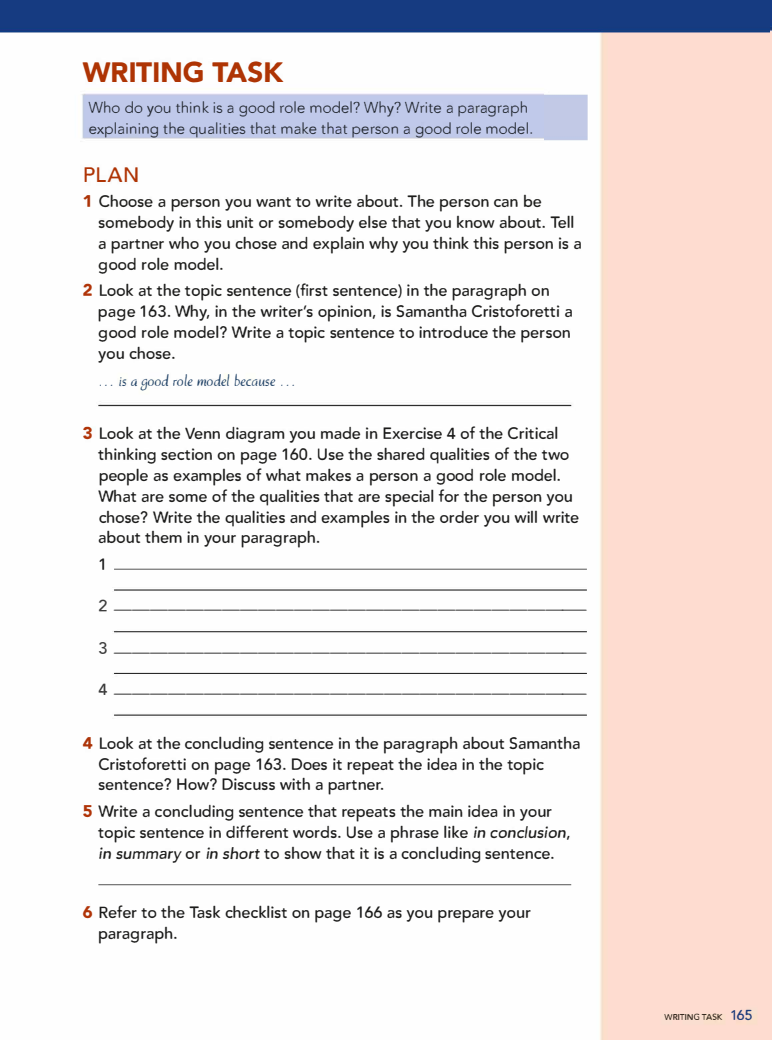 WRITING TASK
Who do you think is a good role model? Why? Write a paragraph
explaining the qualities that make that person a good role model.
PLAN
1 Choose a person you want to write about. The person can be
somebody in this unit or somebody else that you know about. Tell
a partner who you chose and explain why you think this person is a
good role model.
2 Look at the topic sentence (first sentence) in the paragraph on
page 163. Why, in the writer's opinion, is Samantha Cristoforetti a
good role model? Write a topic sentence to introduce the person
you chose.
... is a good role model because ...
3 Look at the Venn diagram you made in Exercise 4 of the Critical
thinking section on page 160. Use the shared qualities of the two
people as examples of what makes a person a good role model.
What are some of the qualities that are special for the person you
chose? Write the qualities and examples in the order you will write
about them in your paragraph.
1
2
3
4
4 Look at the concluding sentence in the paragraph about Samantha
Cristoforetti on page 163. Does it repeat the idea in the topic
sentence? How? Discuss with a partner.
5 Write a concluding sentence that repeats the main idea in your
topic sentence in different words. Use a phrase like in conclusion,
in summary or in short to show that it is a concluding sentence.
6 Refer to the Task checklist on page 166 as you prepare your
paragraph.
WRITING TASK 165